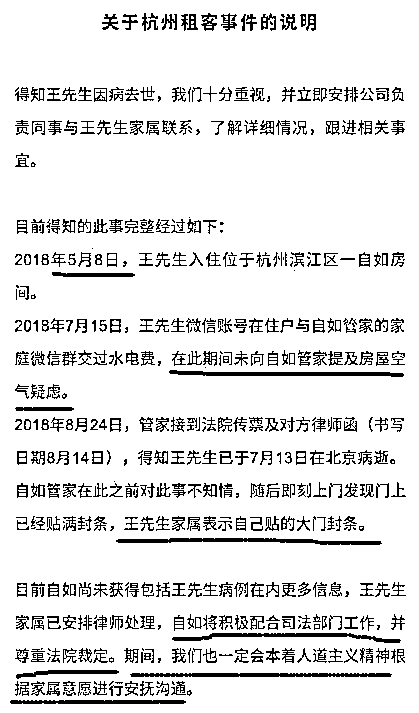 关于杭州租客事件的说明
得知王先生因病去世，我们十分重视，并立即安排公司负
责同事与王先生家属联系，了解详细情况，跟进相关事
宜。
目前得知的此事完整经过如下：
2018年5月8日，王先生入住位于杭州滨江区一自如房
间。
2018年7月15日，王先生微信账号在住户与自如管家的家
庭微信群交过水电费，在此期间未向自如管家提及房屋空
气疑虑。
2018年8月24日，管家接到法院传票及对方律师函（书写
日期8月14日），得知王先生已于7月13日在北京病逝。
自如管家在此之前对此事不知情，随后即刻上门发现门上
已经贴满封条，王先生家属表示自己贴的大门封条。
目前自如尚未获得包括王先生病例在内更多信息，王先生
家属已安排律师处理，自如将积极配合司法部门工作，并
尊重法院裁定。期间，我们也一定会本着人道主义精神根
据家属意愿进行安抚沟通。